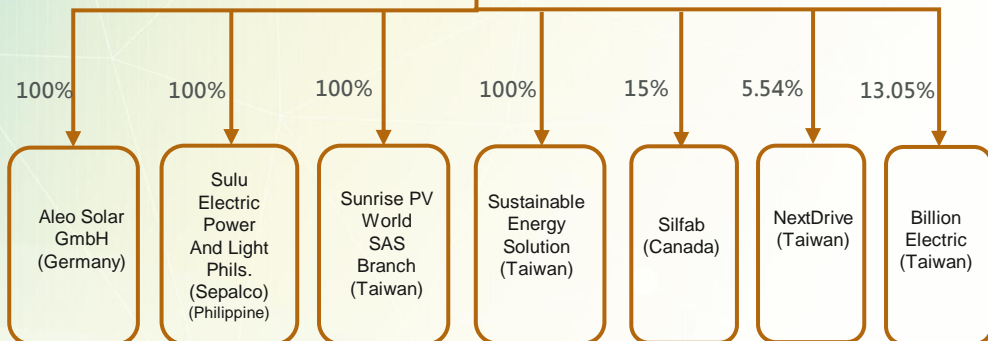 100%
100%
100%
100%
15%
5.54%
13.05%
Aleo Solar
GmbH
(Germany)
Sulu
Electric
Power
And Light
Phils.
(Sepalco)
(Philippine)
Sunrise PV
World
SAS
Branch
(Taiwan)
Sustainable
Energy
Solution
(Taiwan)
Silfab
(Canada)
NextDrive
(Taiwan)
Billion
Electric
(Taiwan)